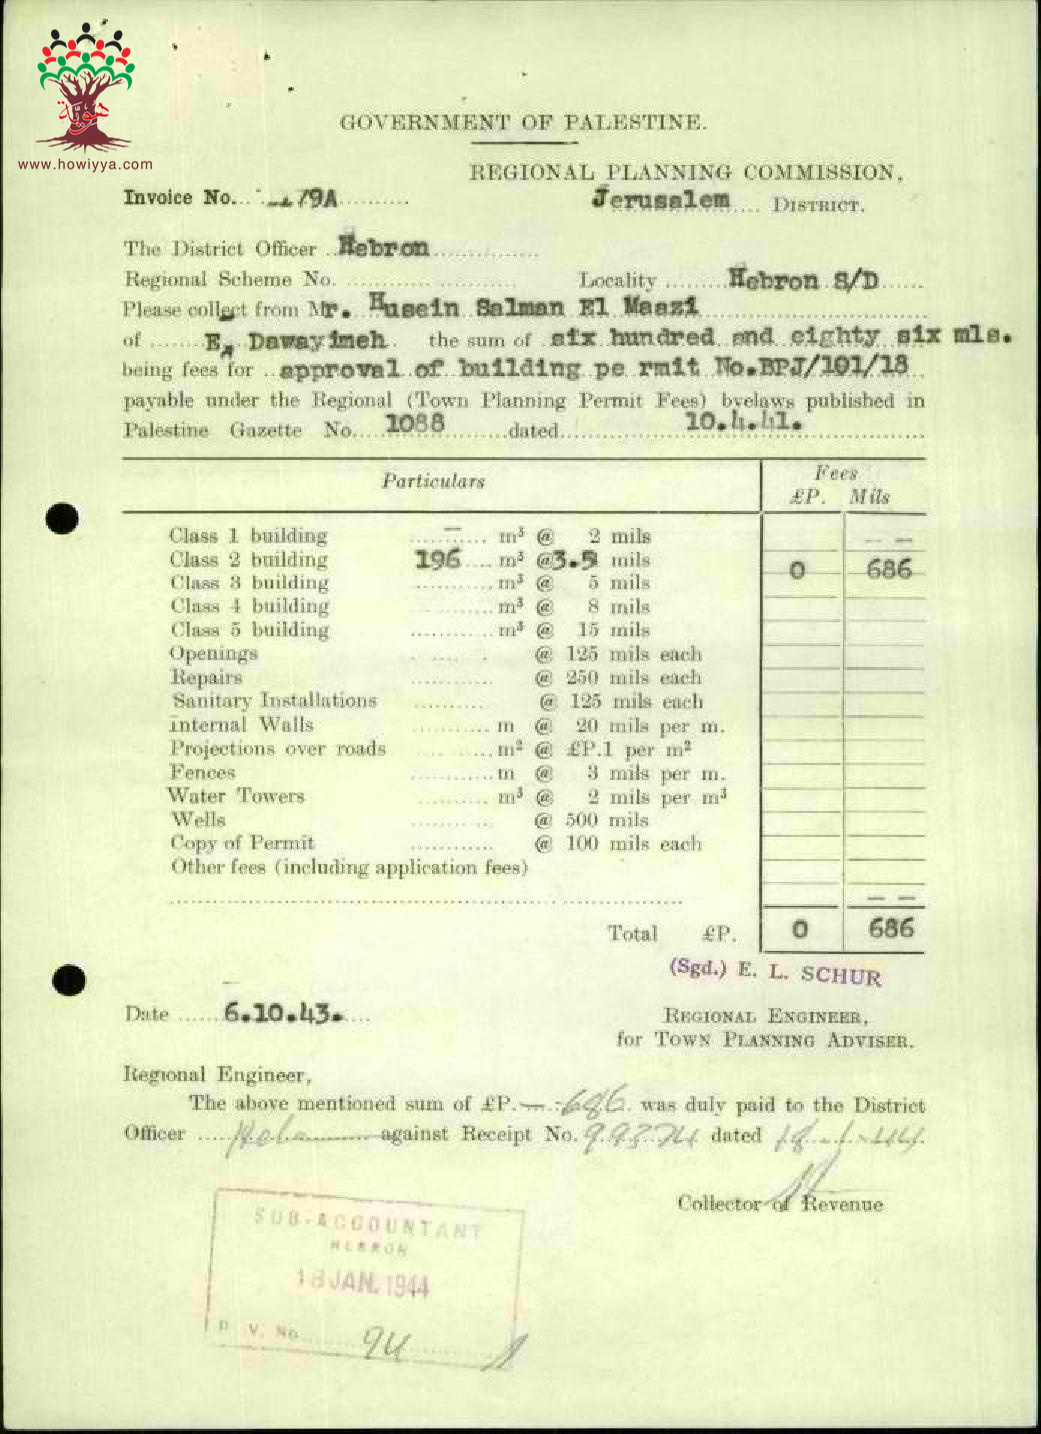 هوية
www.howiyya.com
GOVERNMENT OF PALESTINE.
REGIONAL PLANNING COMMISSION,
Invoice No. /9A
Jerusalem DISTRICT.
The District Officer Hebron
Regional Scheme No. Locality Hebron S/D
Please collect from Mr. Husein Salman El Maazi
of E, Dawayimeh the sum of six hundred and eighty six mls.
being fees for approval of building pe rmit No.BPJ/101/18
payable under the Regional (Town Planning Permit Fees) byelaws published in
Palestine Gazette No. 1088 dated 10.4.41.
Particulars Fees
£P. Mils
Class 1 building — m³ @ 2 mils — —
Class 2 building 196 m³ @3.5 mils 0 686
Class 3 building m³ @ 5 mils
Class 4 building m³ @ 8 mils
Class 5 building m³ @ 15 mils
Openings @ 125 mils each
Repairs @ 250 mils each
Sanitary Installations @ 125 mils each
Internal Walls m @ 20 mils per m.
Projections over roads m² @ £P.1 per m²
Fences m @ 3 mils per m.
Water Towers m³ @ 2 mils per m³
Wells @ 500 mils
Copy of Permit @ 100 mils each
Other fees (including application fees)
— —
Total £P. 0 686
(Sgd.) E. L. SCHUR
Date 6.10.43.
REGIONAL ENGINEER,
for TOWN PLANNING ADVISER.
Regional Engineer,
The above mentioned sum of £P.—.686 was duly paid to the District
Officer against Receipt No. 99374 dated 18-1-44.
Collector of Revenue
SUB-ACCOUNTANT
HEBRON
18 JAN. 1944
D. V. No. 94